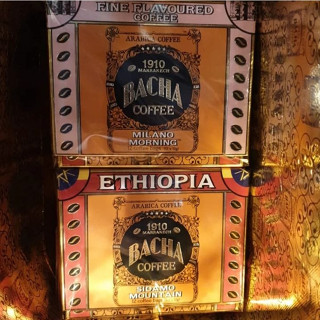 FINE FLAVOURED
COFFEE
ARABICA COFFEE
1910
MARRAKECH
BACHA
COFFEE
MILANO
MORNING
ETHIOPIA
ARABICA COFFEE
1910
MARRAKECH
BACHA
COFFEE
SIDAMO
MOUNTAIN